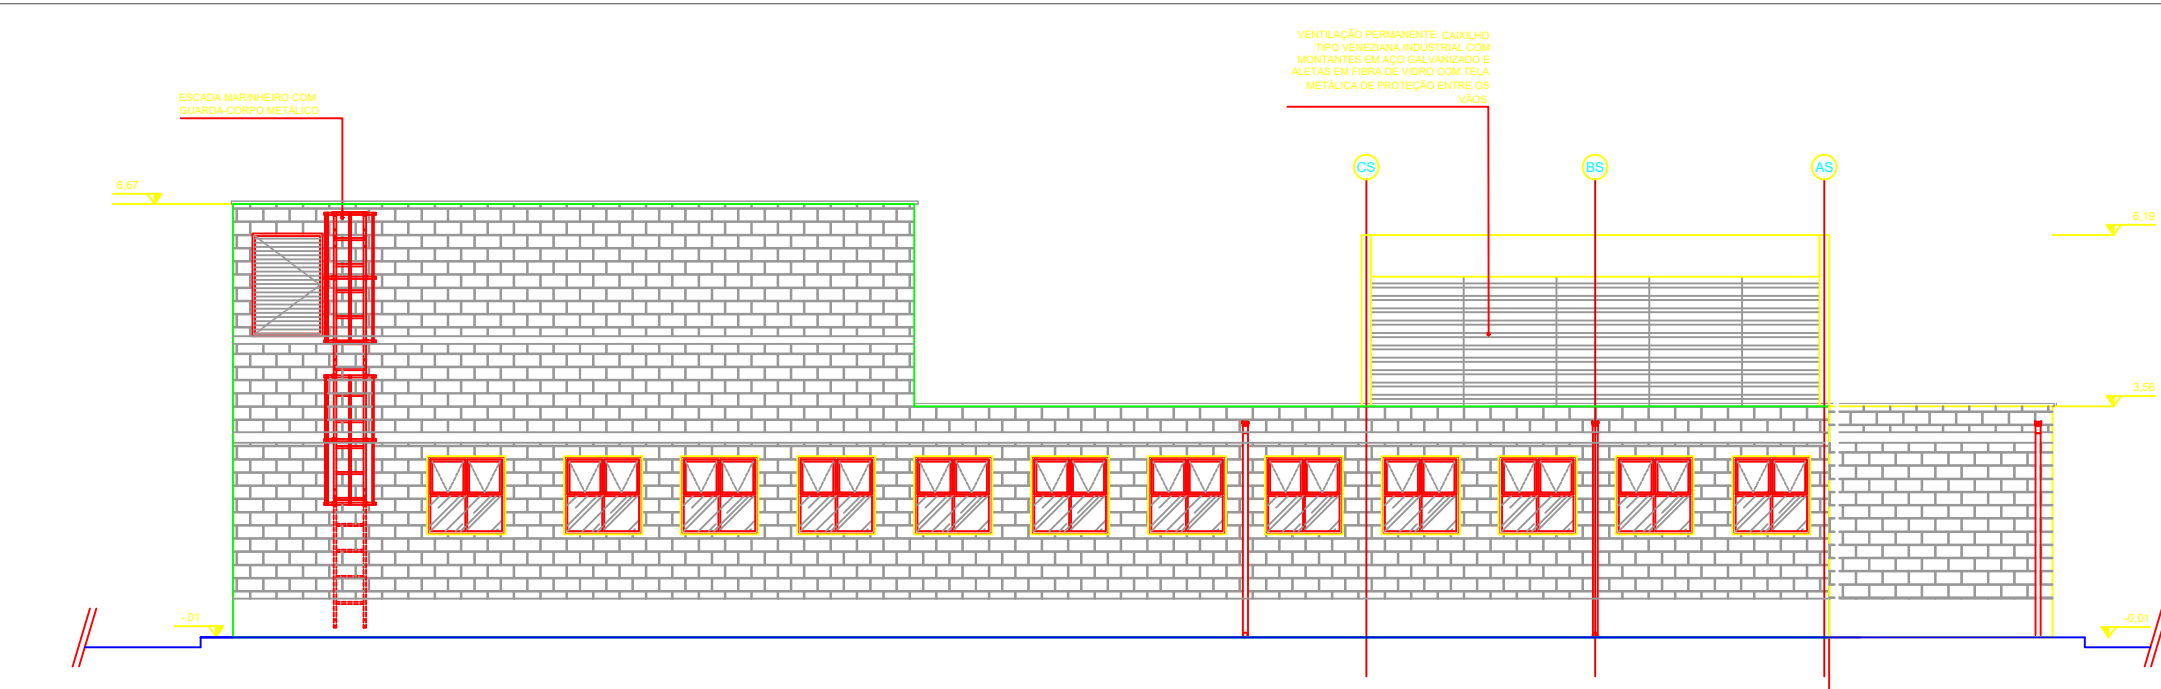 VENTILAÇÃO PERMANENTE: CAIXILHO
TIPO VENEZIANA INDUSTRIAL COM
MONTANTES EM AÇO GALVANIZADO E
ALETAS EM FIBRA DE VIDRO COM TELA
METÁLICA DE PROTEÇÃO ENTRE OS
VÃOS.
ESCADA MARINHEIRO COM
GUARDA-CORPO METÁLICO
CS
BS
AS
6,67
6,19
3,56
-.01
-0,01